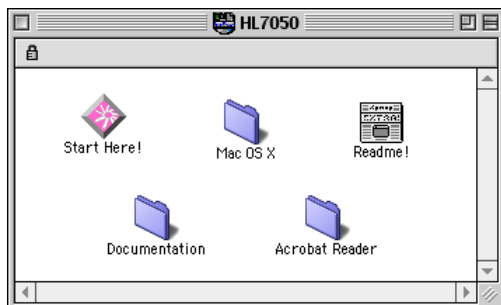 HL7050
Start Here!
Mac OS X
Readme!
Documentation
Acrobat Reader